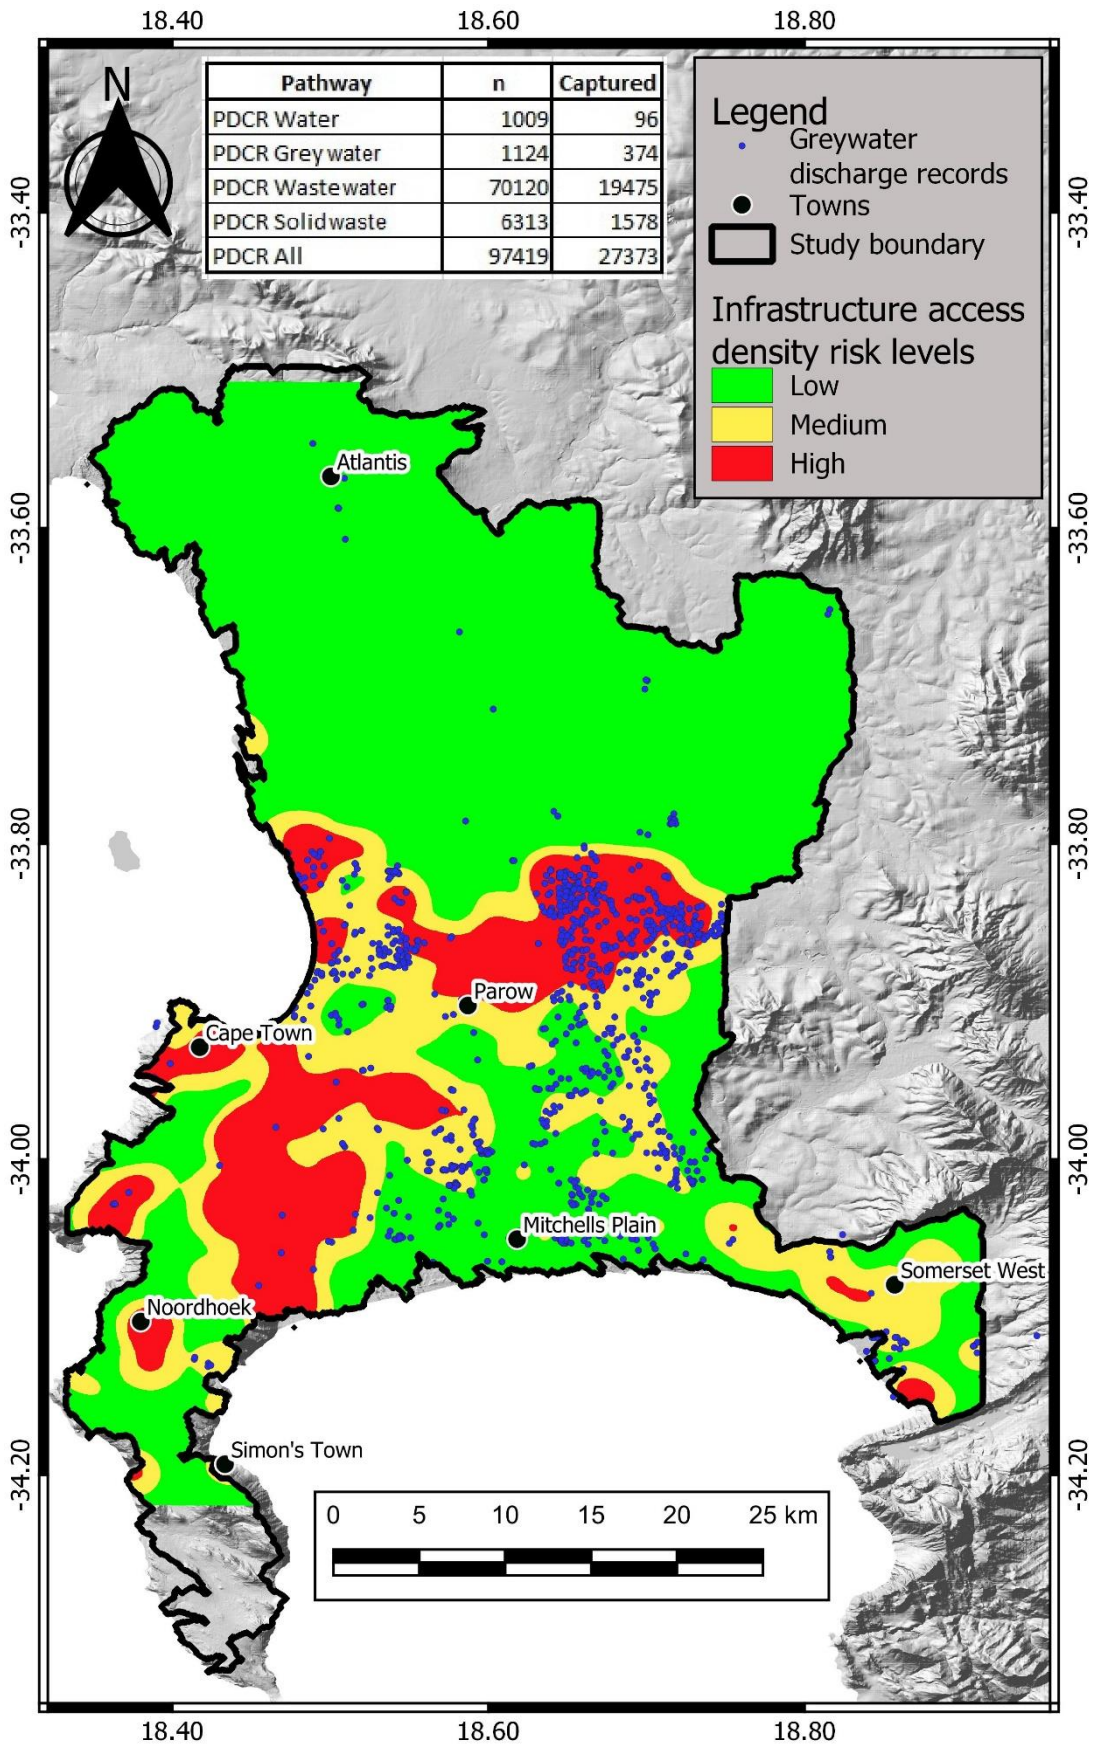 18.40 18.60 18.80
N
Pathway n Captured
PDCR Water 1009 96
PDCR Grey water 1124 374
PDCR Wastewater 70120 19475
PDCR Solid waste 6313 1578
PDCR All 97419 27373
Legend
Greywater
discharge records
Towns
Study boundary
Infrastructure access
density risk levels
Low
Medium
High
-33.40 -33.40
Atlantis
-33.60 -33.60
-33.80 -33.80
Parow
Cape Town
-34.00 -34.00
Mitchells Plain
Somerset West
Noordhoek
Simon's Town
-34.20 -34.20
0 5 10 15 20 25 km
18.40 18.60 18.80